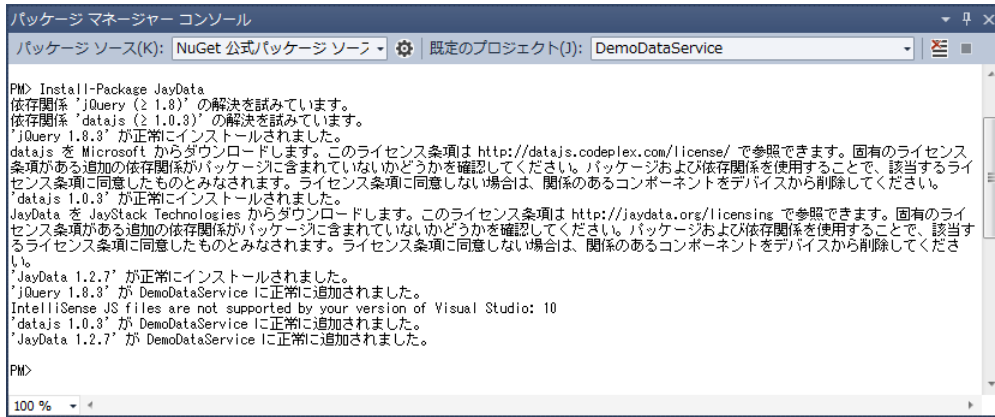 パッケージ マネージャー コンソール
パッケージ ソース(K): NuGet 公式パッケージ ソース 既定のプロジェクト(J): DemoDataService
PM> Install-Package JayData
依存関係 'jQuery (≥ 1.8)' の解決を試みています。
依存関係 'datajs (≥ 1.0.3)' の解決を試みています。
'jQuery 1.8.3' が正常にインストールされました。
datajs を Microsoft からダウンロードします。このライセンス条項は http://datajs.codeplex.com/license/ で参照できます。固有のライセンス
条項がある追加の依存関係がパッケージに含まれていないかどうかを確認してください。パッケージおよび依存関係を使用することで、該当するライ
センス条項に同意したものとみなされます。ライセンス条項に同意しない場合は、関係のあるコンポーネントをデバイスから削除してください。
'datajs 1.0.3' が正常にインストールされました。
JayData を JayStack Technologies からダウンロードします。このライセンス条項は http://jaydata.org/licensing で参照できます。固有のライ
センス条項がある追加の依存関係がパッケージに含まれていないかどうかを確認してください。パッケージおよび依存関係を使用することで、該当す
るライセンス条項に同意したものとみなされます。ライセンス条項に同意しない場合は、関係のあるコンポーネントをデバイスから削除してくださ
い。
'JayData 1.2.7' が正常にインストールされました。
'jQuery 1.8.3' が DemoDataService に正常に追加されました。
IntelliSense JS files are not supported by your version of Visual Studio: 10
'datajs 1.0.3' が DemoDataService に正常に追加されました。
'JayData 1.2.7' が DemoDataService に正常に追加されました。
PM>
100 %